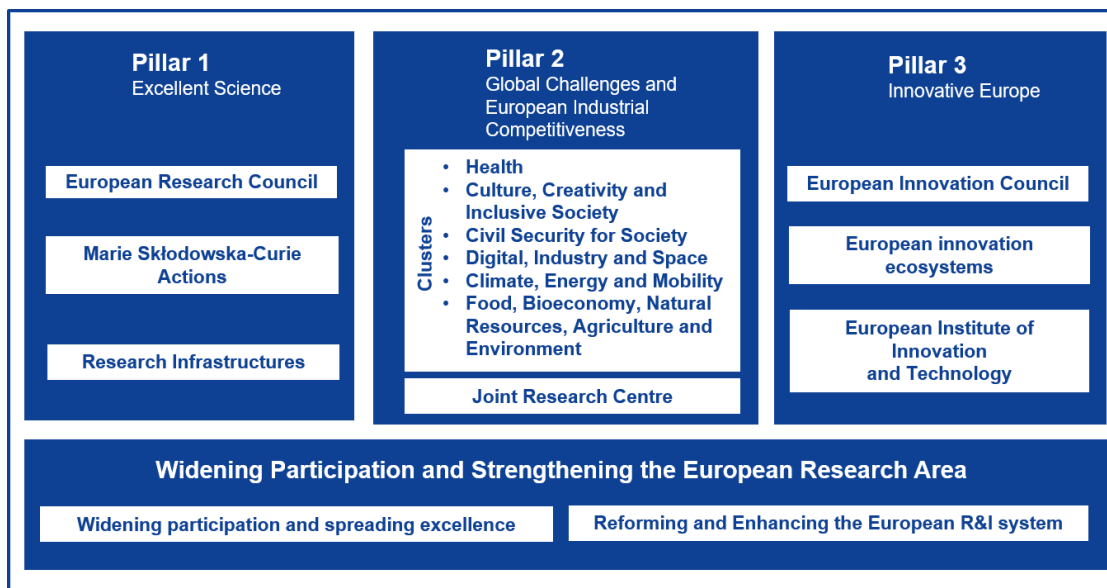 Pillar 1
Excellent Science
European Research Council
Marie Skłodowska-Curie
Actions
Research Infrastructures
Pillar 2
Global Challenges and
European Industrial
Competitiveness
Clusters
• Health
• Culture, Creativity and
Inclusive Society
• Civil Security for Society
• Digital, Industry and Space
• Climate, Energy and Mobility
• Food, Bioeconomy, Natural
Resources, Agriculture and
Environment
Joint Research Centre
Pillar 3
Innovative Europe
European Innovation Council
European innovation
ecosystems
European Institute of
Innovation
and Technology
Widening Participation and Strengthening the European Research Area
Widening participation and spreading excellence
Reforming and Enhancing the European R&I system